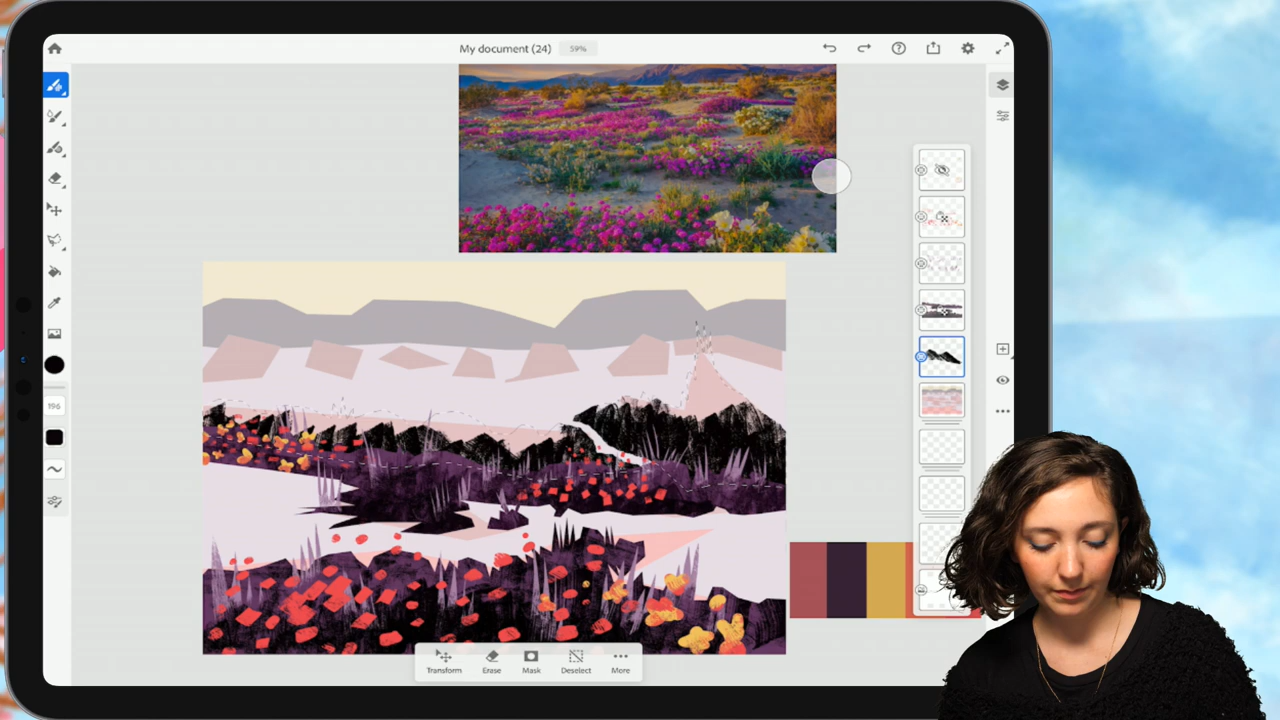 My document (24)
59%
196
Transform
Erase
Mask
Deselect
More